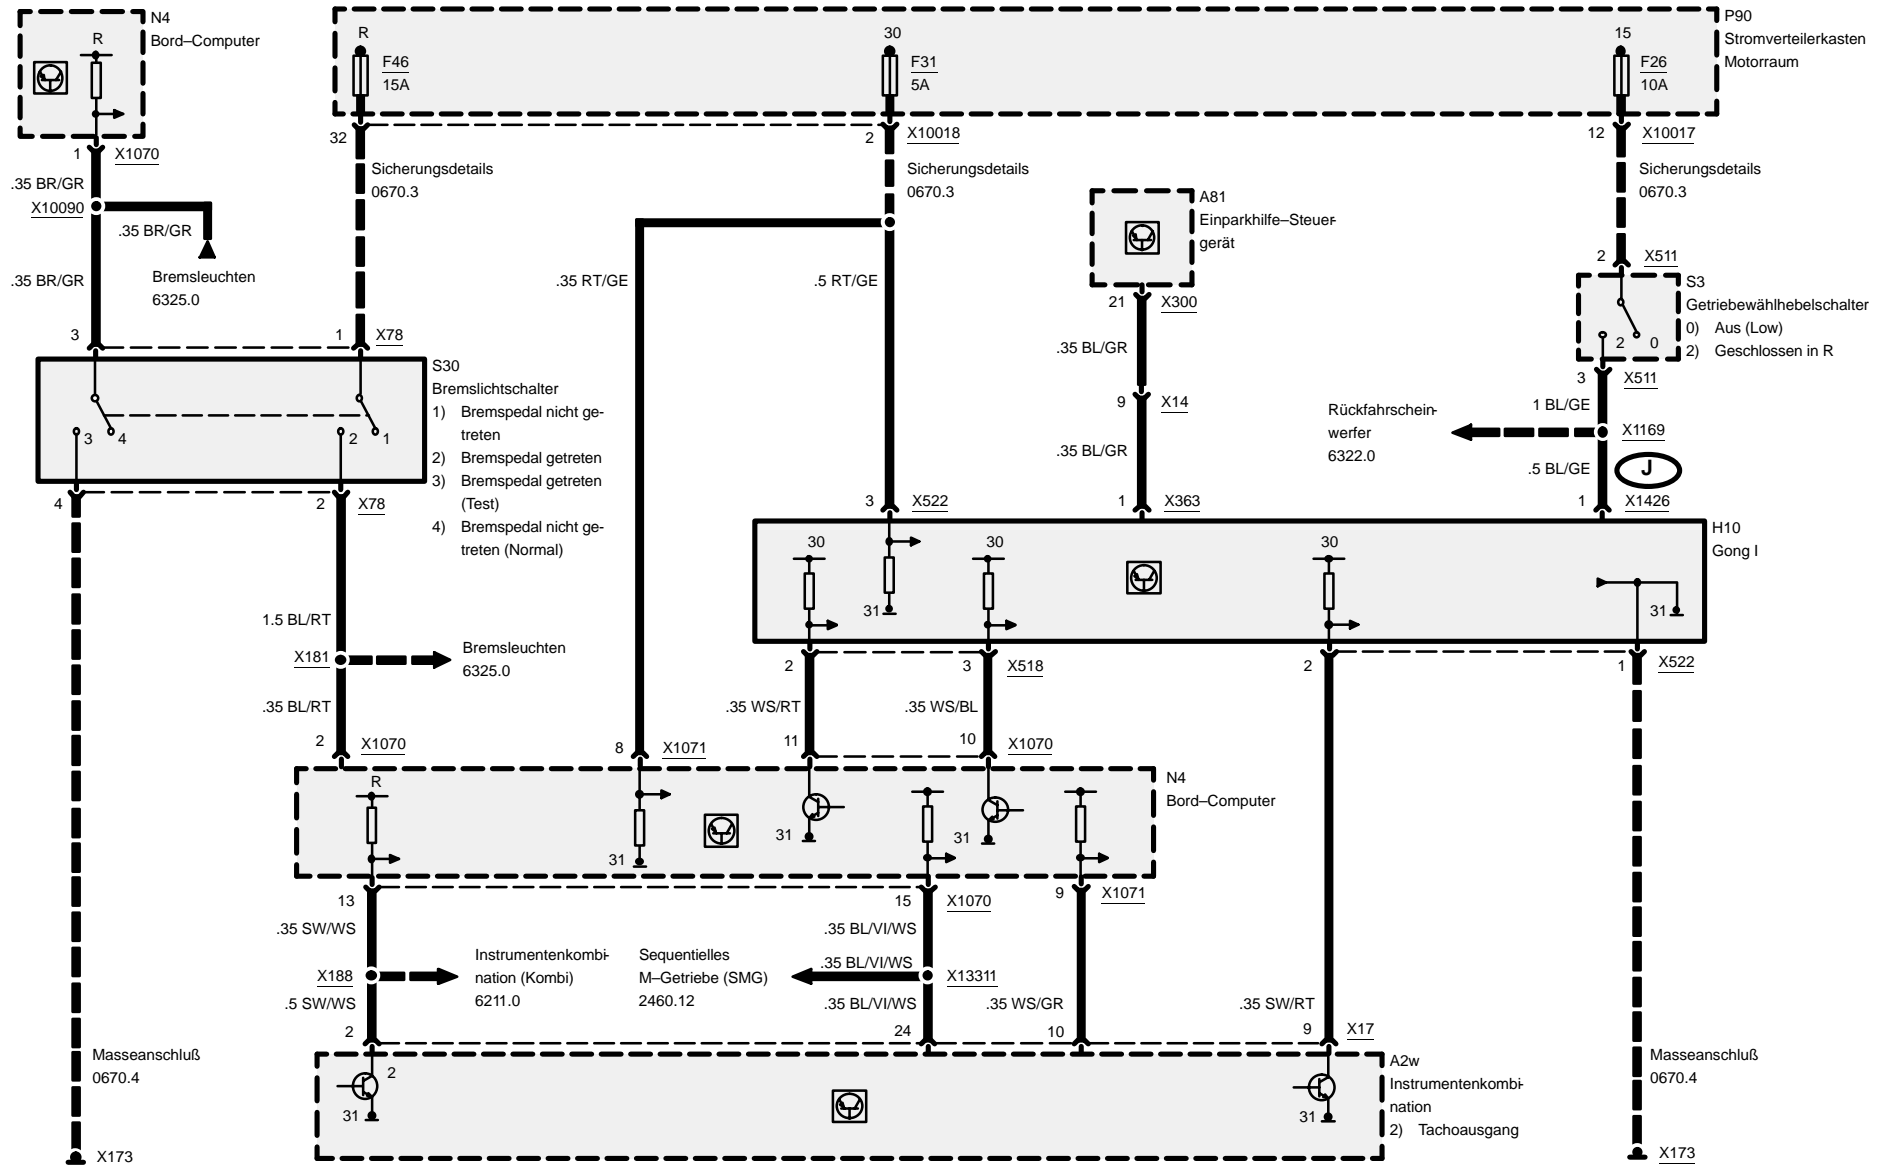 N4
Bord–Computer
R
1
X1070
.35 BR/GR
X10090
.35 BR/GR
Bremsleuchten
6325.0
.35 BR/GR
3
P90
Stromverteilerkasten
Motorraum
R
F46
15A
30
F31
5A
15
F26
10A
32
2
X10018
12
X10017
Sicherungsdetails
0670.3
Sicherungsdetails
0670.3
Sicherungsdetails
0670.3
A81
Einparkhilfe–Steuer-
gerät
21
X300
.35 BL/GR
9
X14
.35 BL/GR
1
X363
.35 RT/GE
.5 RT/GE
2
X511
S3
Getriebewählhebelschalter
0) Aus (Low)
2) Geschlossen in R
2
0
3
X511
1 BL/GE
Rückfahrschein-
werfer
6322.0
X1169
.5 BL/GE
J
1
X1426
1
X78
S30
Bremslichtschalter
1) Bremspedal nicht ge-
treten
2) Bremspedal getreten
3) Bremspedal getreten
(Test)
4) Bremspedal nicht ge-
treten (Normal)
3
4
2
1
4
2
X78
3
X522
H10
Gong I
30
31
30
30
31
1.5 BL/RT
X181
Bremsleuchten
6325.0
.35 BL/RT
2
X1070
8
X1071
2
3
X518
.35 WS/RT
.35 WS/BL
11
10
X1070
2
1
X522
N4
Bord–Computer
R
31
31
31
13
15
X1070
9
X1071
.35 SW/WS
.35 BL/VI/WS
X188
Instrumentenkombi-
nation (Kombi)
6211.0
Sequentielles
M–Getriebe (SMG)
2460.12
.35 BL/VI/WS
X13311
.5 SW/WS
.35 BL/VI/WS
.35 WS/GR
.35 SW/RT
2
24
10
9
X17
A2w
Instrumentenkombi-
nation
2) Tachoausgang
2
31
31
Masseanschluß
0670.4
X173
Masseanschluß
0670.4
X173